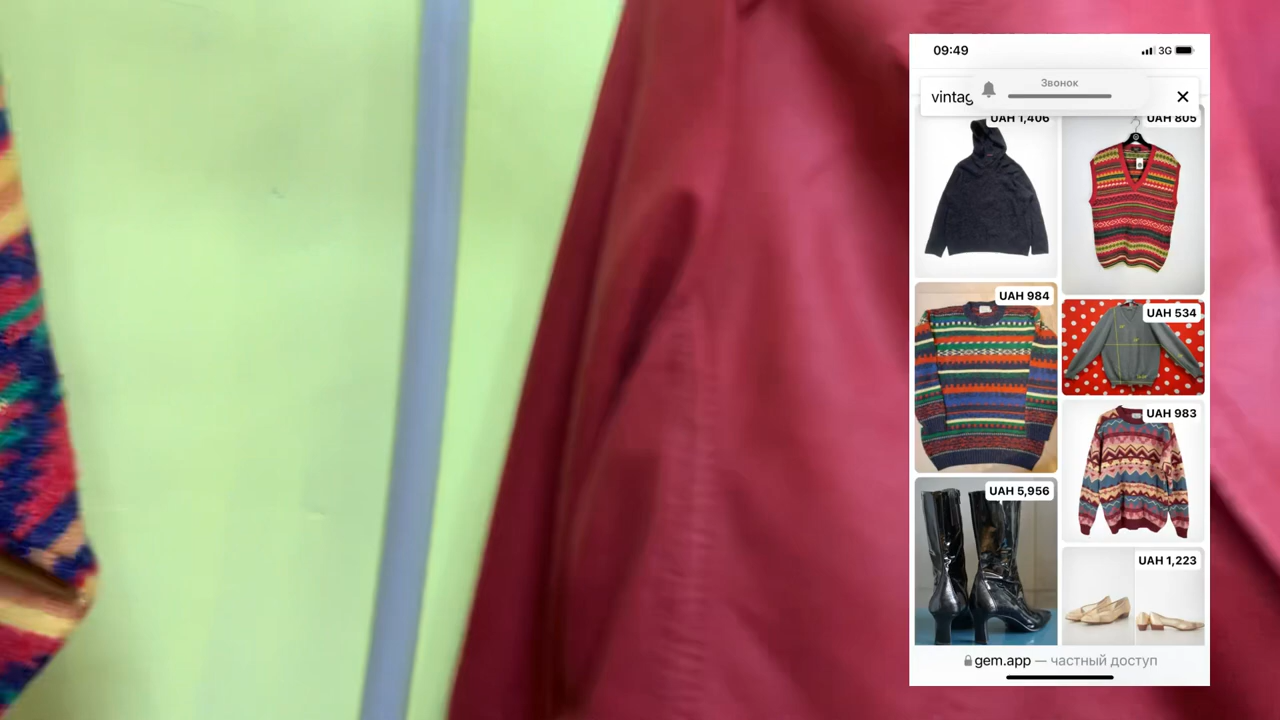 09:49
3G
Звонок
vintag
UAH 1,406
UAH 805
UAH 984
UAH 534
UAH 983
UAH 5,956
UAH 1,223
gem.app — частный доступ